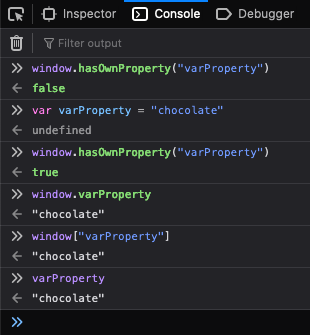 Inspector Console Debugger
Filter output
window.hasOwnProperty("varProperty")
false
var varProperty = "chocolate"
undefined
window.hasOwnProperty("varProperty")
true
window.varProperty
"chocolate"
window["varProperty"]
"chocolate"
varProperty
"chocolate"